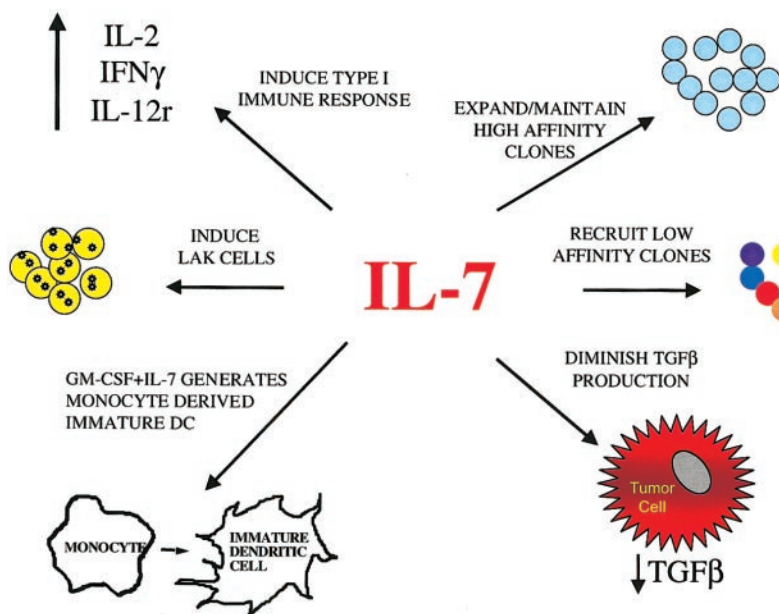 IL-2
IFNγ
IL-12r
INDUCE TYPE I
IMMUNE RESPONSE
EXPAND/MAINTAIN
HIGH AFFINITY
CLONES
INDUCE
LAK CELLS
IL-7
RECRUIT LOW
AFFINITY CLONES
GM-CSF+IL-7 GENERATES
MONOCYTE DERIVED
IMMATURE DC
DIMINISH TGFβ
PRODUCTION
MONOCYTE
IMMATURE
DENDRITIC
CELL
Tumor
Cell
TGFβ